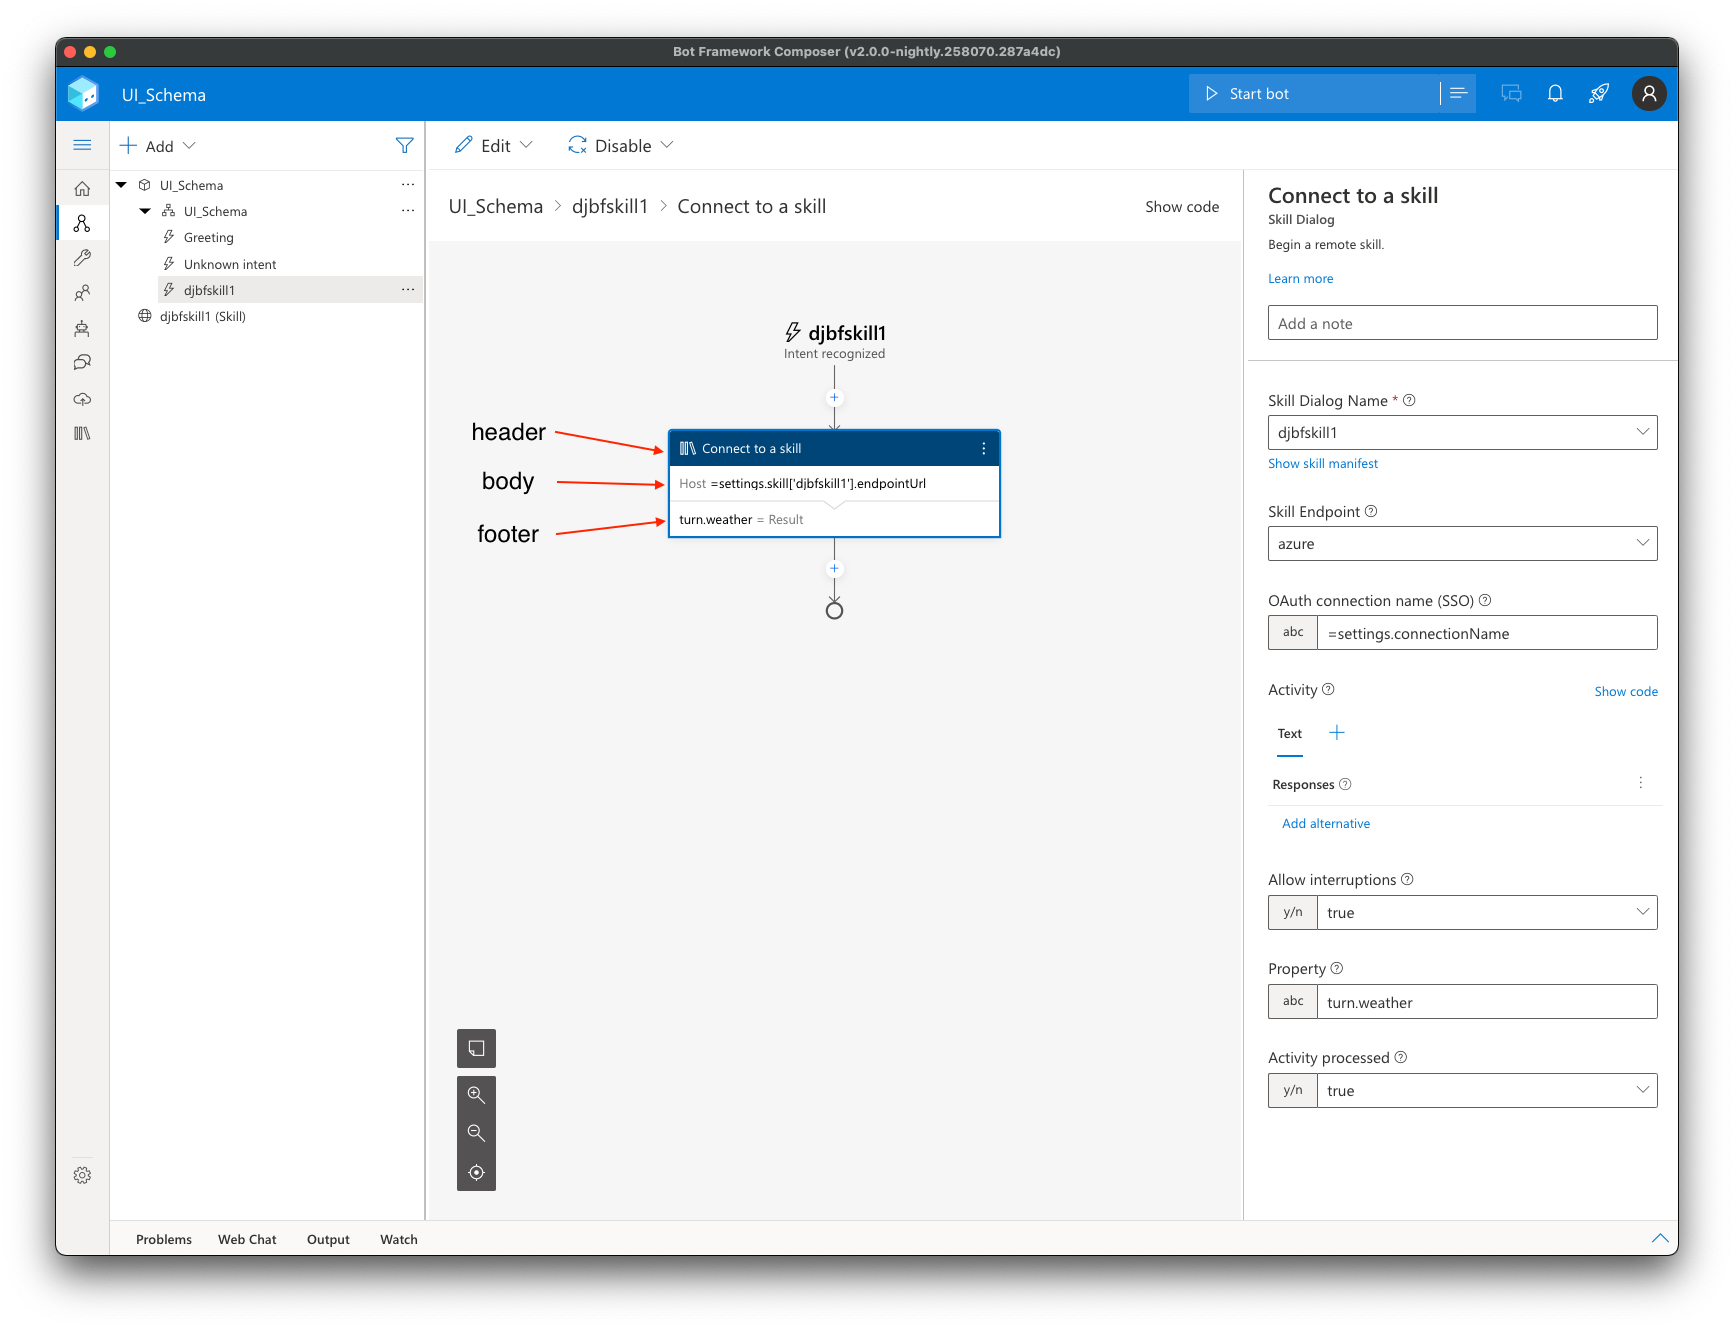 Bot Framework Composer (v2.0.0-nightly.258070.287a4dc)
UI_Schema
Start bot
Add
Edit
Disable
UI_Schema
UI_Schema
Greeting
Unknown intent
djbfskill1
djbfskill1 (Skill)
UI_Schema > djbfskill1 > Connect to a skill
Show code
djbfskill1
Intent recognized
header
body
footer
Connect to a skill
Host =settings.skill['djbfskill1'].endpointUrl
turn.weather = Result
Connect to a skill
Skill Dialog
Begin a remote skill.
Learn more
Add a note
Skill Dialog Name *
djbfskill1
Show skill manifest
Skill Endpoint
azure
OAuth connection name (SSO)
abc =settings.connectionName
Activity
Show code
Text
Responses
Add alternative
Allow interruptions
y/n true
Property
abc turn.weather
Activity processed
y/n true
Problems Web Chat Output Watch